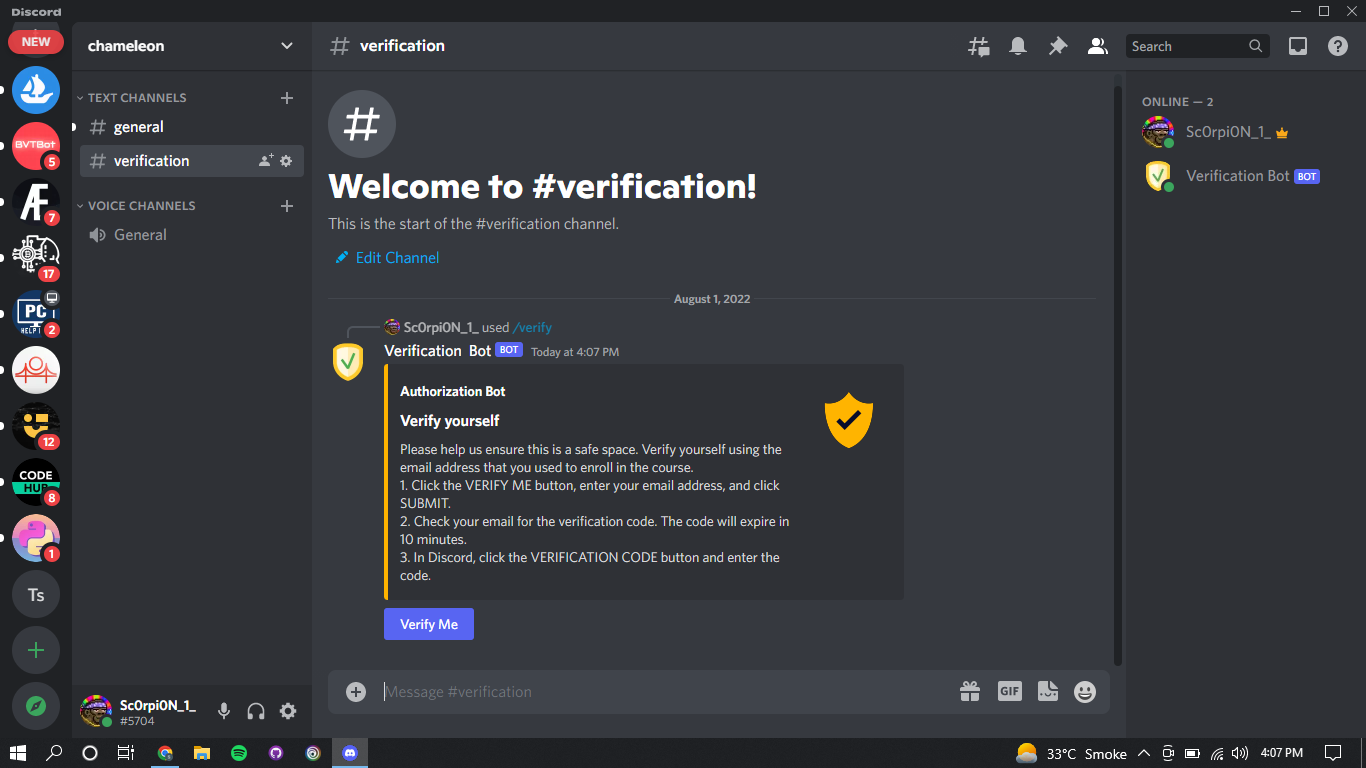 Discord
NEW
chameleon
verification
Search
TEXT CHANNELS
general
verification
VOICE CHANNELS
General
BVTBot
5
7
17
PC
HELP
2
12
CODE
HUB
8
1
Ts
Welcome to #verification!
This is the start of the #verification channel.
Edit Channel
August 1, 2022
Sc0rpi0N_1_ used /verify
Verification Bot BOT Today at 4:07 PM
Authorization Bot
Verify yourself
Please help us ensure this is a safe space. Verify yourself using the
email address that you used to enroll in the course.
1. Click the VERIFY ME button, enter your email address, and click
SUBMIT.
2. Check your email for the verification code. The code will expire in
10 minutes.
3. In Discord, click the VERIFICATION CODE button and enter the
code.
Verify Me
Message #verification
GIF
ONLINE — 2
Sc0rpi0N_1_
Verification Bot BOT
Sc0rpi0N_1_
#5704
33°C Smoke
4:07 PM